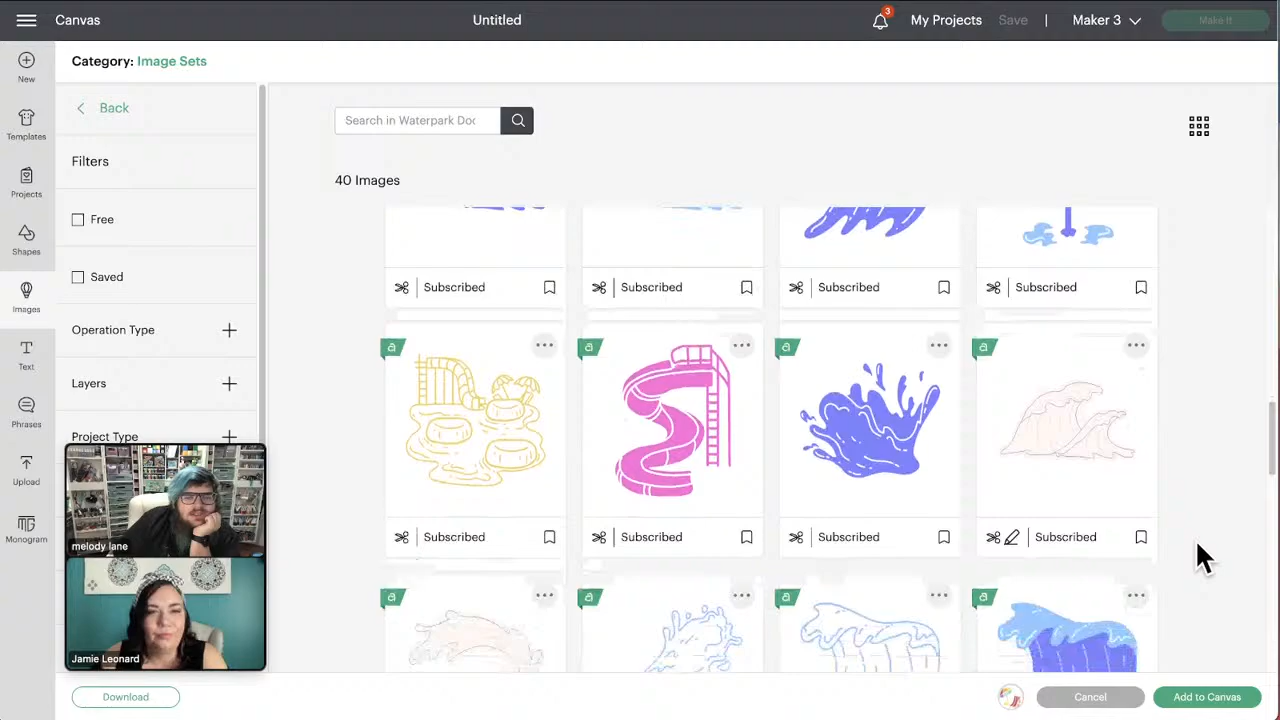 Canvas
Untitled
3
My Projects
Save
|
Maker 3
Make It
New
Templates
Projects
Shapes
Images
Text
Phrases
Upload
Monogram
Category: Image Sets
Back
Filters
Free
Saved
Operation Type
Layers
Project Type
Search in Waterpark Doc
40 Images
Subscribed
Subscribed
Subscribed
Subscribed
a
a
a
a
Subscribed
Subscribed
Subscribed
Subscribed
a
a
a
a
melody lane
Jamie Leonard
Download
Cancel
Add to Canvas